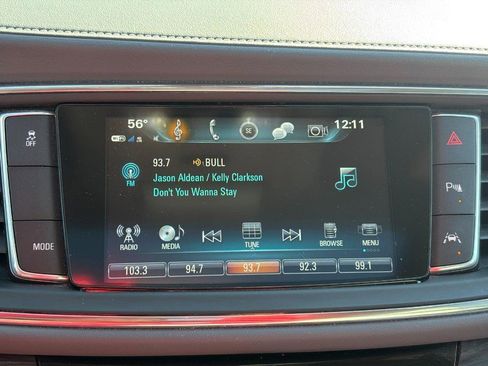 56° 12:11
SE
93.7 BULL
FM
Jason Aldean / Kelly Clarkson
Don't You Wanna Stay
RADIO MEDIA TUNE BROWSE MENU
103.3 94.7 93.7 92.3 99.1
OFF
MODE
P